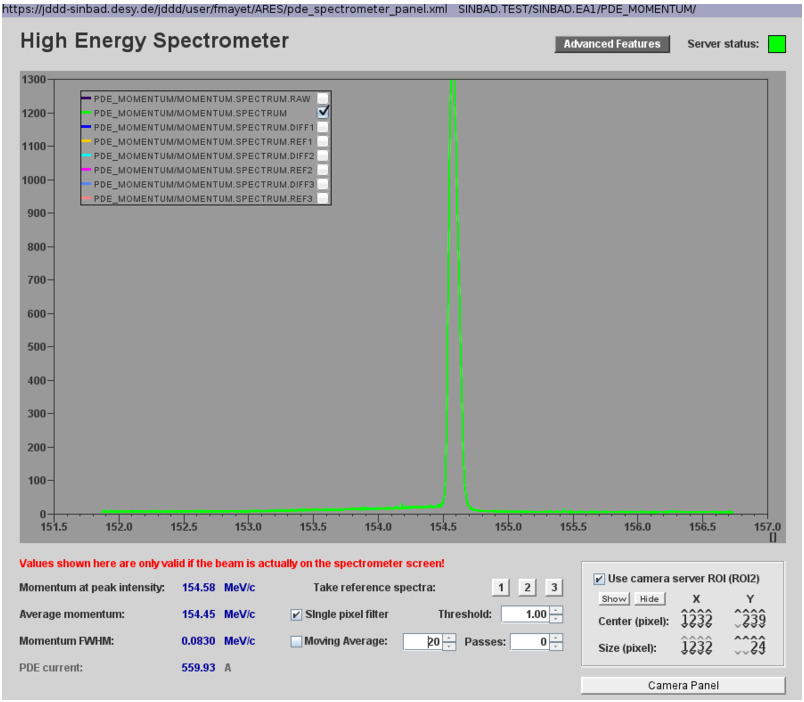 https://jddd-sinbad.desy.de/jddd/user/fmayet/ARES/pde_spectrometer_panel.xml SINBAD.TEST/SINBAD.EA1/PDE_MOMENTUM/
High Energy Spectrometer
Advanced Features
Server status:
1300
PDE_MOMENTUM/MOMENTUM.SPECTRUM.RAW
PDE_MOMENTUM/MOMENTUM.SPECTRUM
PDE_MOMENTUM/MOMENTUM.SPECTRUM.DIFF1
PDE_MOMENTUM/MOMENTUM.SPECTRUM.REF1
PDE_MOMENTUM/MOMENTUM.SPECTRUM.DIFF2
PDE_MOMENTUM/MOMENTUM.SPECTRUM.REF2
PDE_MOMENTUM/MOMENTUM.SPECTRUM.DIFF3
PDE_MOMENTUM/MOMENTUM.SPECTRUM.REF3
1200
1100
1000
900
800
700
600
500
400
300
200
100
0
151.5 152.0 152.5 153.0 153.5 154.0 154.5 155.0 155.5 156.0 156.5 157.0
[]
Values shown here are only valid if the beam is actually on the spectrometer screen!
Momentum at peak intensity: 154.58 MeV/c Take reference spectra: 1 2 3
Average momentum: 154.45 MeV/c SIngle pixel filter Threshold: 1.00
Momentum FWHM: 0.0830 MeV/c Moving Average: 20 Passes: 0
PDE current: 559.93 A
Use camera server ROI (ROI2)
Show Hide X Y
Center (pixel): 1232 239
Size (pixel): 1232 24
Camera Panel